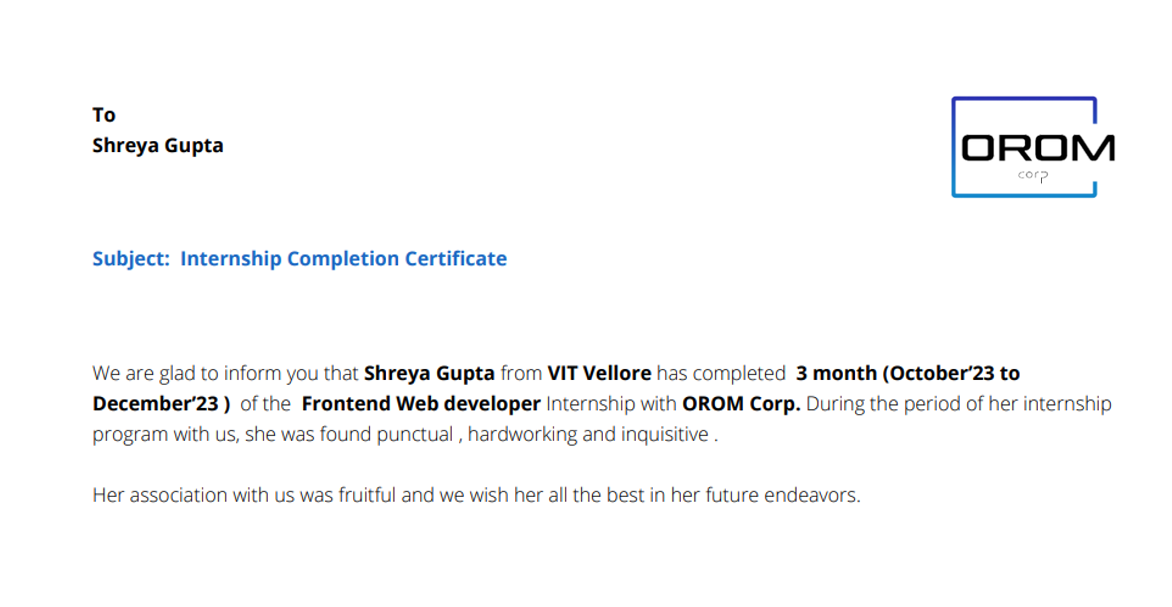 To
Shreya Gupta
OROM
corp
Subject: Internship Completion Certificate
We are glad to inform you that Shreya Gupta from VIT Vellore has completed 3 month (October’23 to
December’23 ) of the Frontend Web developer Internship with OROM Corp. During the period of her internship
program with us, she was found punctual , hardworking and inquisitive .
Her association with us was fruitful and we wish her all the best in her future endeavors.